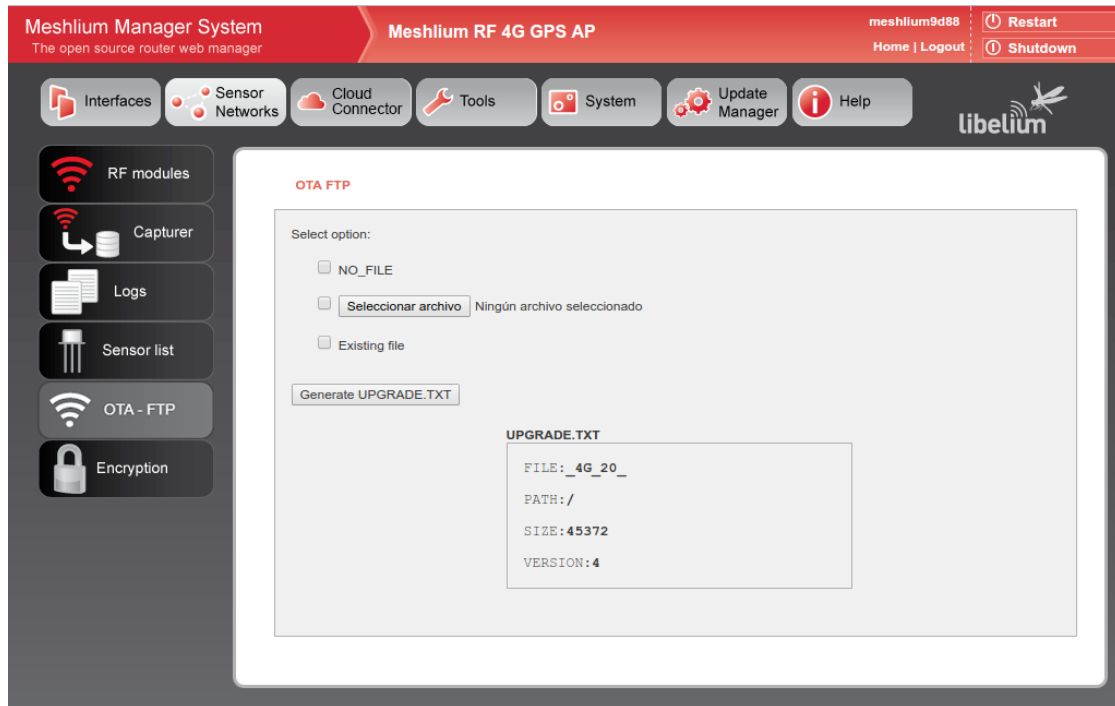 Meshlium Manager System
The open source router web manager
Meshlium RF 4G GPS AP
meshlium9d88
Home | Logout
Restart
Shutdown
Interfaces
Sensor
Networks
Cloud
Connector
Tools
System
Update
Manager
Help
libelium
RF modules
Capturer
Logs
Sensor list
OTA - FTP
Encryption
OTA FTP
Select option:
NO_FILE
Seleccionar archivo Ningún archivo seleccionado
Existing file
Generate UPGRADE.TXT
UPGRADE.TXT
FILE:_4G_20_
PATH:/
SIZE:45372
VERSION:4